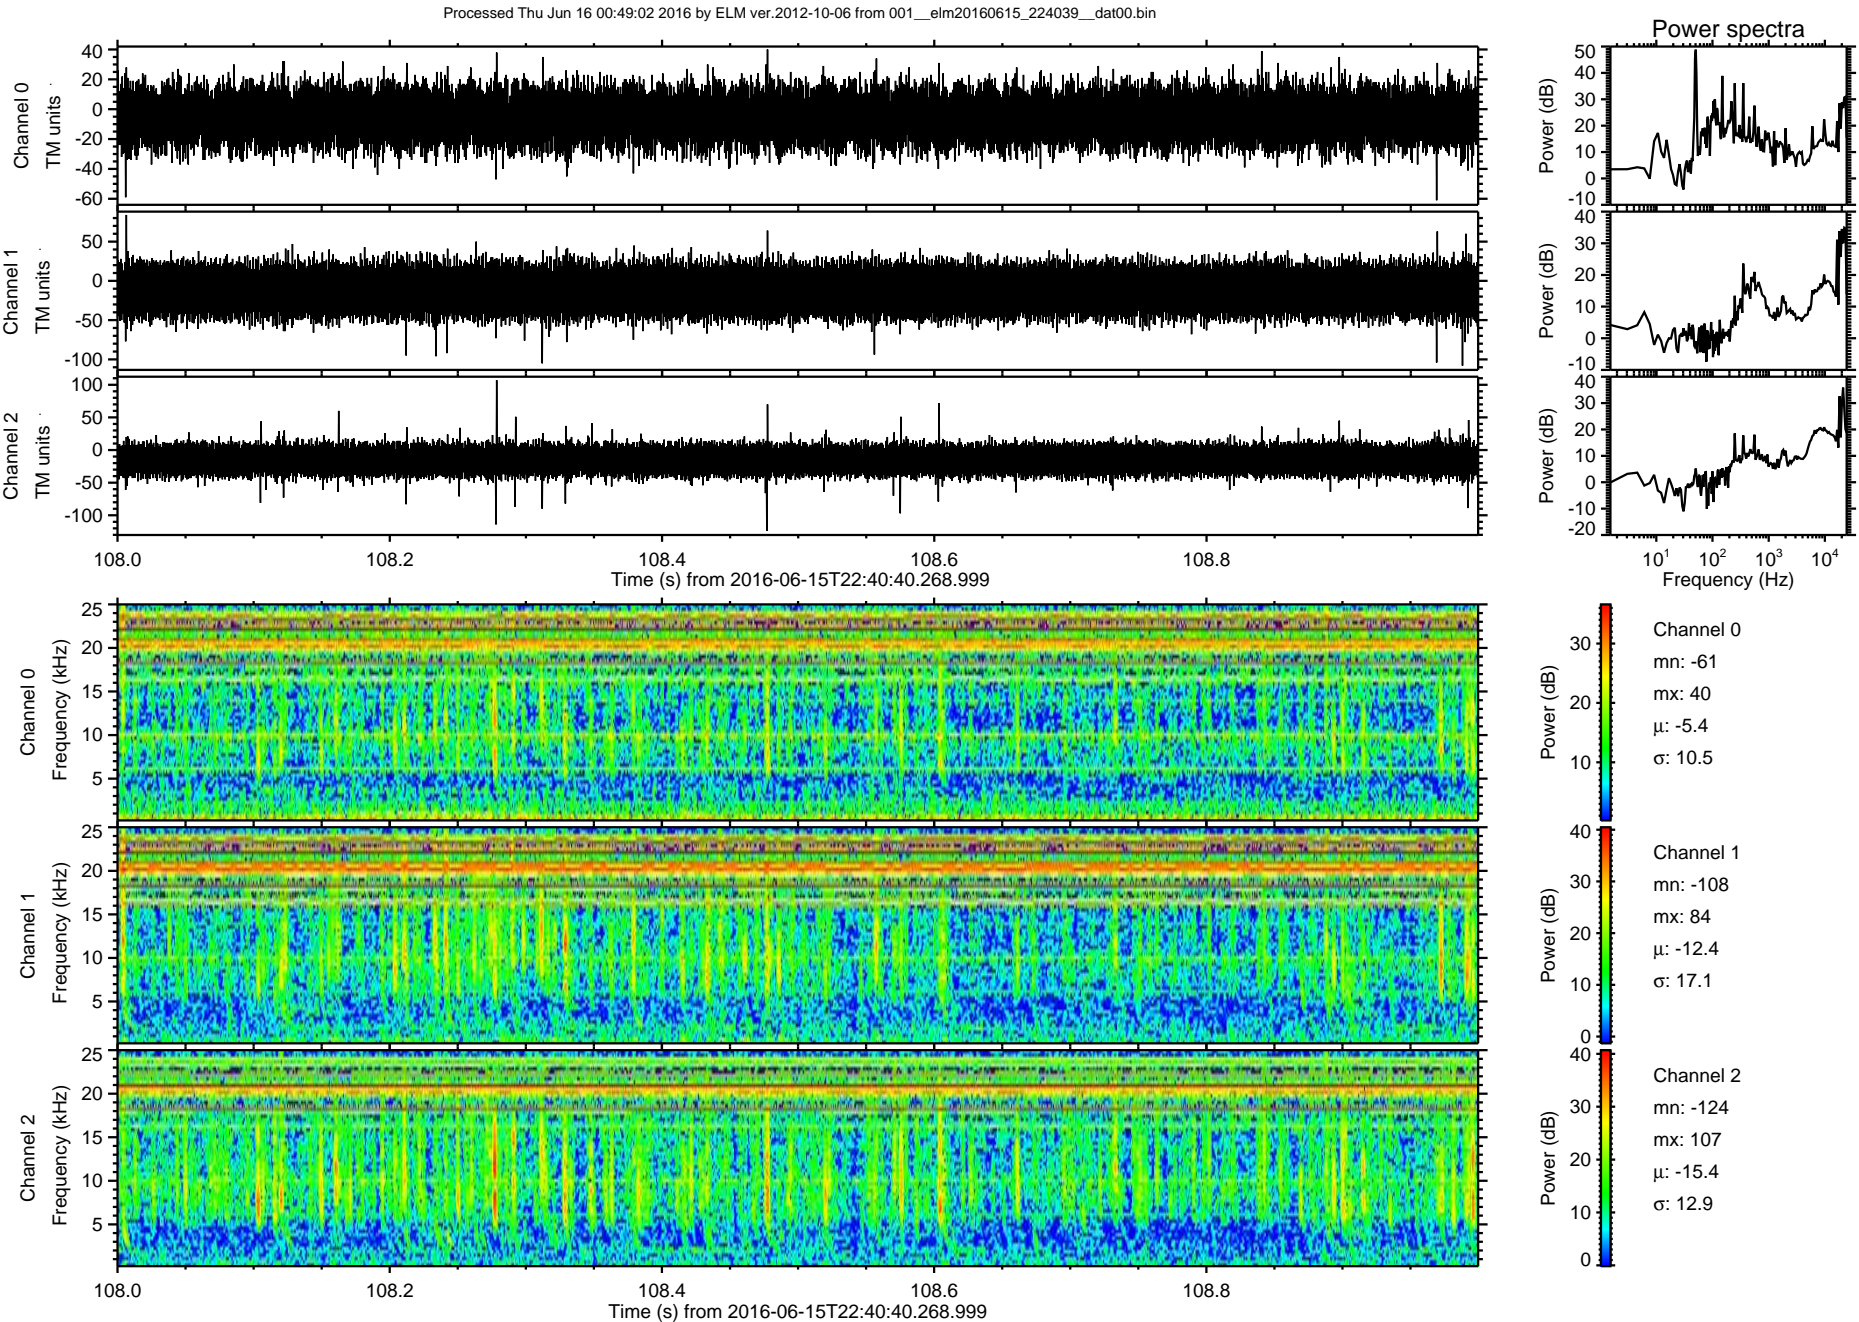 Processed Thu Jun 16 00:49:02 2016 by ELM ver.2012-10-06 from 001__elm20160615_224039__dat00.bin
Power spectra
Channel 0
TM units
40
20
0
-20
-40
-60
Power (dB)
50
40
30
20
10
0
-10
Channel 1
TM units
50
0
-50
-100
Power (dB)
40
30
20
10
0
-10
Channel 2
TM units
100
50
0
-50
-100
Power (dB)
40
30
20
10
0
-10
-20
108.0 108.2 108.4 108.6 108.8
Time (s) from 2016-06-15T22:40:40.268.999
10^1 10^2 10^3 10^4
Frequency (Hz)
Channel 0
Frequency (kHz)
25
20
15
10
5
Power (dB)
30
20
10
Channel 0
mn: -61
mx: 40
μ: -5.4
σ: 10.5
Channel 1
Frequency (kHz)
25
20
15
10
5
Power (dB)
40
30
20
10
0
Channel 1
mn: -108
mx: 84
μ: -12.4
σ: 17.1
Channel 2
Frequency (kHz)
25
20
15
10
5
Power (dB)
40
30
20
10
0
Channel 2
mn: -124
mx: 107
μ: -15.4
σ: 12.9
108.0 108.2 108.4 108.6 108.8
Time (s) from 2016-06-15T22:40:40.268.999